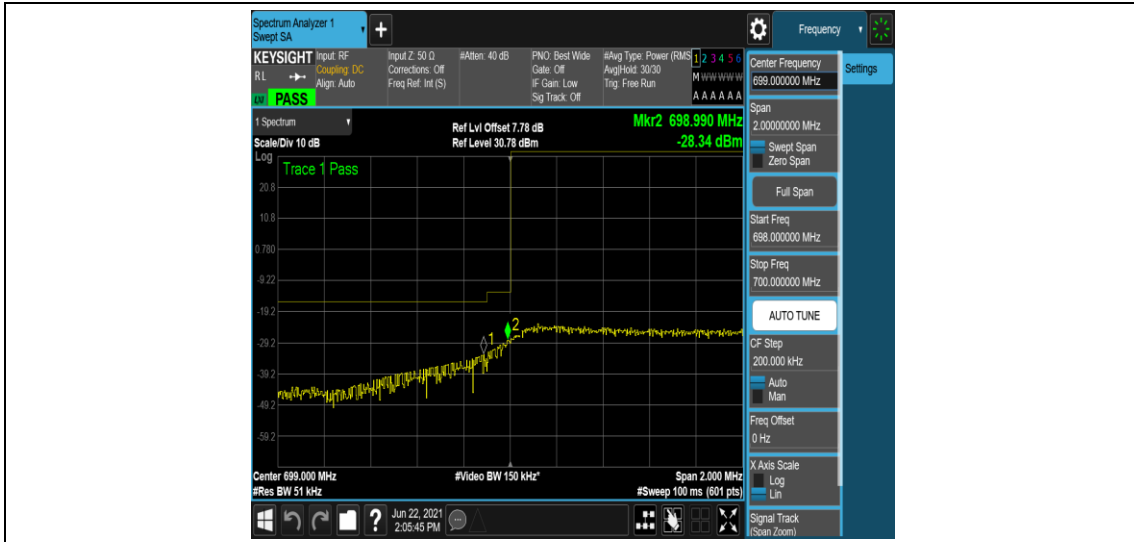 Spectrum Analyzer 1
Swept SA
+
Frequency
KEYSIGHT
Input: RF
Coupling: DC
Align: Auto
Input Z: 50 Ω
Corrections: Off
Freq Ref: Int (S)
#Atten: 40 dB
PNO: Best Wide
Gate: Off
IF Gain: Low
Sig Track: Off
#Avg Type: Power (RMS
Avg|Hold: 30/30
Trig: Free Run
1 2 3 4 5 6
M W W W W W
A A A A A A
R L
PASS
1 Spectrum
Scale/Div 10 dB
Ref Lvl Offset 7.78 dB
Ref Level 30.78 dBm
Mkr2 698.990 MHz
-28.34 dBm
Log
Trace 1 Pass
20.8
10.8
0.780
-9.22
-19.2
-29.2
-39.2
-49.2
-59.2
1
2
Center 699.000 MHz
#Res BW 51 kHz
#Video BW 150 kHz*
Span 2.000 MHz
#Sweep 100 ms (601 pts)
Center Frequency
699.000000 MHz
Settings
Span
2.00000000 MHz
Swept Span
Zero Span
Full Span
Start Freq
698.000000 MHz
Stop Freq
700.000000 MHz
AUTO TUNE
CF Step
200.000 kHz
Auto
Man
Freq Offset
0 Hz
X Axis Scale
Log
Lin
Signal Track
(Span Zoom)
?
Jun 22, 2021
2:05:45 PM